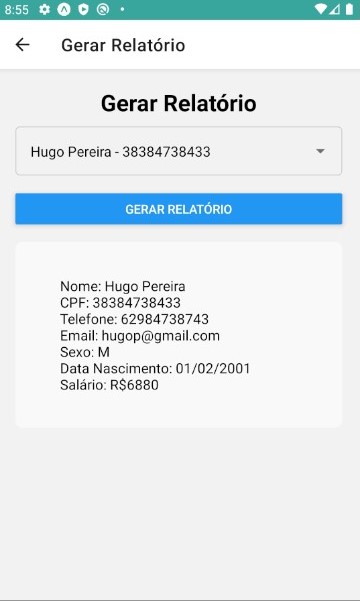 8:55
Gerar Relatório
Gerar Relatório
Hugo Pereira - 38384738433
GERAR RELATÓRIO
Nome: Hugo Pereira
CPF: 38384738433
Telefone: 62984738743
Email: hugop@gmail.com
Sexo: M
Data Nascimento: 01/02/2001
Salário: R$6880